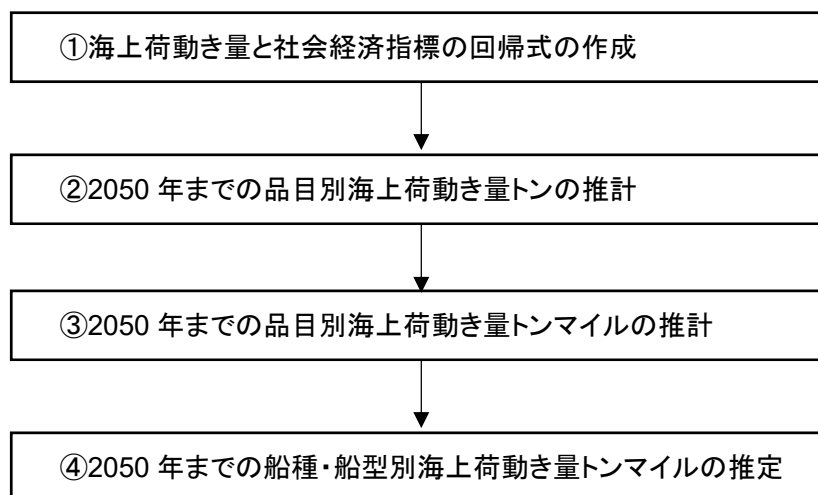 ①海上荷動き量と社会経済指標の回帰式の作成
②2050 年までの品目別海上荷動き量トンの推計
③2050 年までの品目別海上荷動き量トンマイルの推計
④2050 年までの船種・船型別海上荷動き量トンマイルの推定